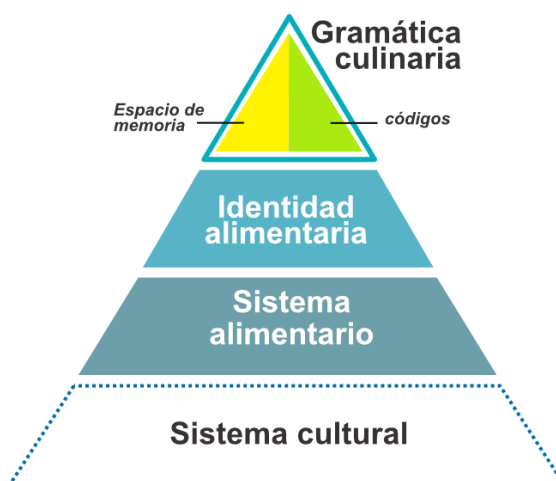 Gramática
culinaria
Espacio de
memoria
códigos
Identidad
alimentaria
Sistema
alimentario
Sistema cultural